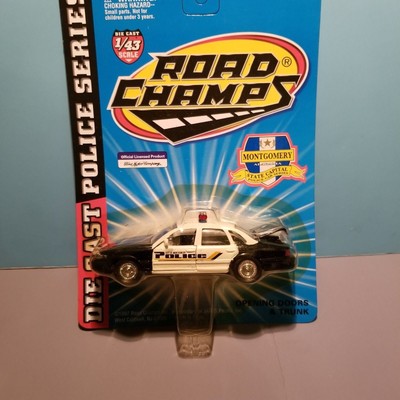 WARNING:
CHOKING HAZARD-
Small parts. Not for
children under 3 years.
DIE CAST
1/43
SCALE
ROAD
CHAMPS®
DIE CAST POLICE SERIES
Official Licensed Product
MONTGOMERY
STATE CAPITAL
POLICE
OPENING DOORS
& TRUNK